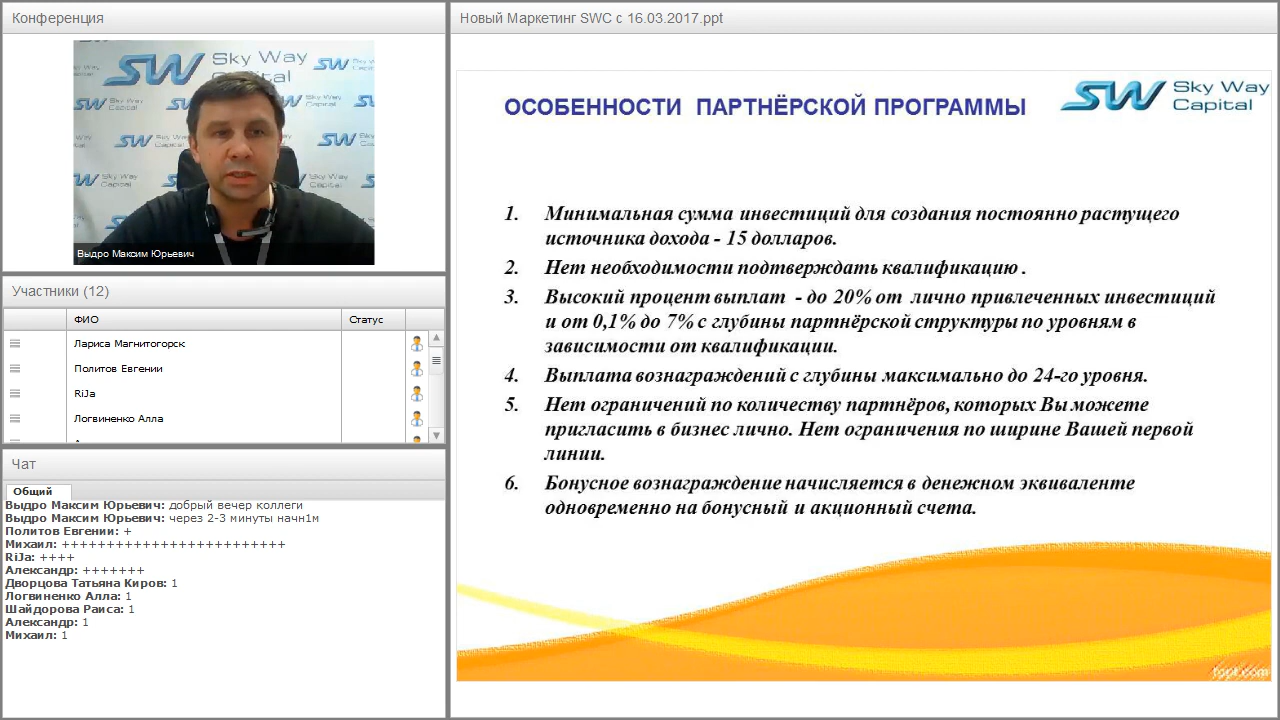 Конференция
SW Sky Way Capital
Выдро Максим Юрьевич
Участники (12)
ФИО
Статус
Лариса Магнитогорск
Политов Евгении
RiJa
Логвиненко Алла
Чат
Общий
Выдро Максим Юрьевич: добрый вечер коллеги
Выдро Максим Юрьевич: через 2-3 минуты начн1м
Политов Евгении: +
Михаил: +++++++++++++++++++++++++
RiJa: ++++
Александр: +++++++
Дворцова Татьяна Киров: 1
Логвиненко Алла: 1
Шайдорова Раиса: 1
Александр: 1
Михаил: 1
Новый Маркетинг SWC с 16.03.2017.ppt
ОСОБЕННОСТИ ПАРТНЁРСКОЙ ПРОГРАММЫ
SW Sky Way
Capital
1. Минимальная сумма инвестиций для создания постоянно растущего
источника дохода - 15 долларов.
2. Нет необходимости подтверждать квалификацию .
3. Высокий процент выплат - до 20% от лично привлеченных инвестиций
и от 0,1% до 7% с глубины партнёрской структуры по уровням в
зависимости от квалификации.
4. Выплата вознаграждений с глубины максимально до 24-го уровня.
5. Нет ограничений по количеству партнёров, которых Вы можете
пригласить в бизнес лично. Нет ограничения по ширине Вашей первой
линии.
6. Бонусное вознаграждение начисляется в денежном эквиваленте
одновременно на бонусный и акционный счета.